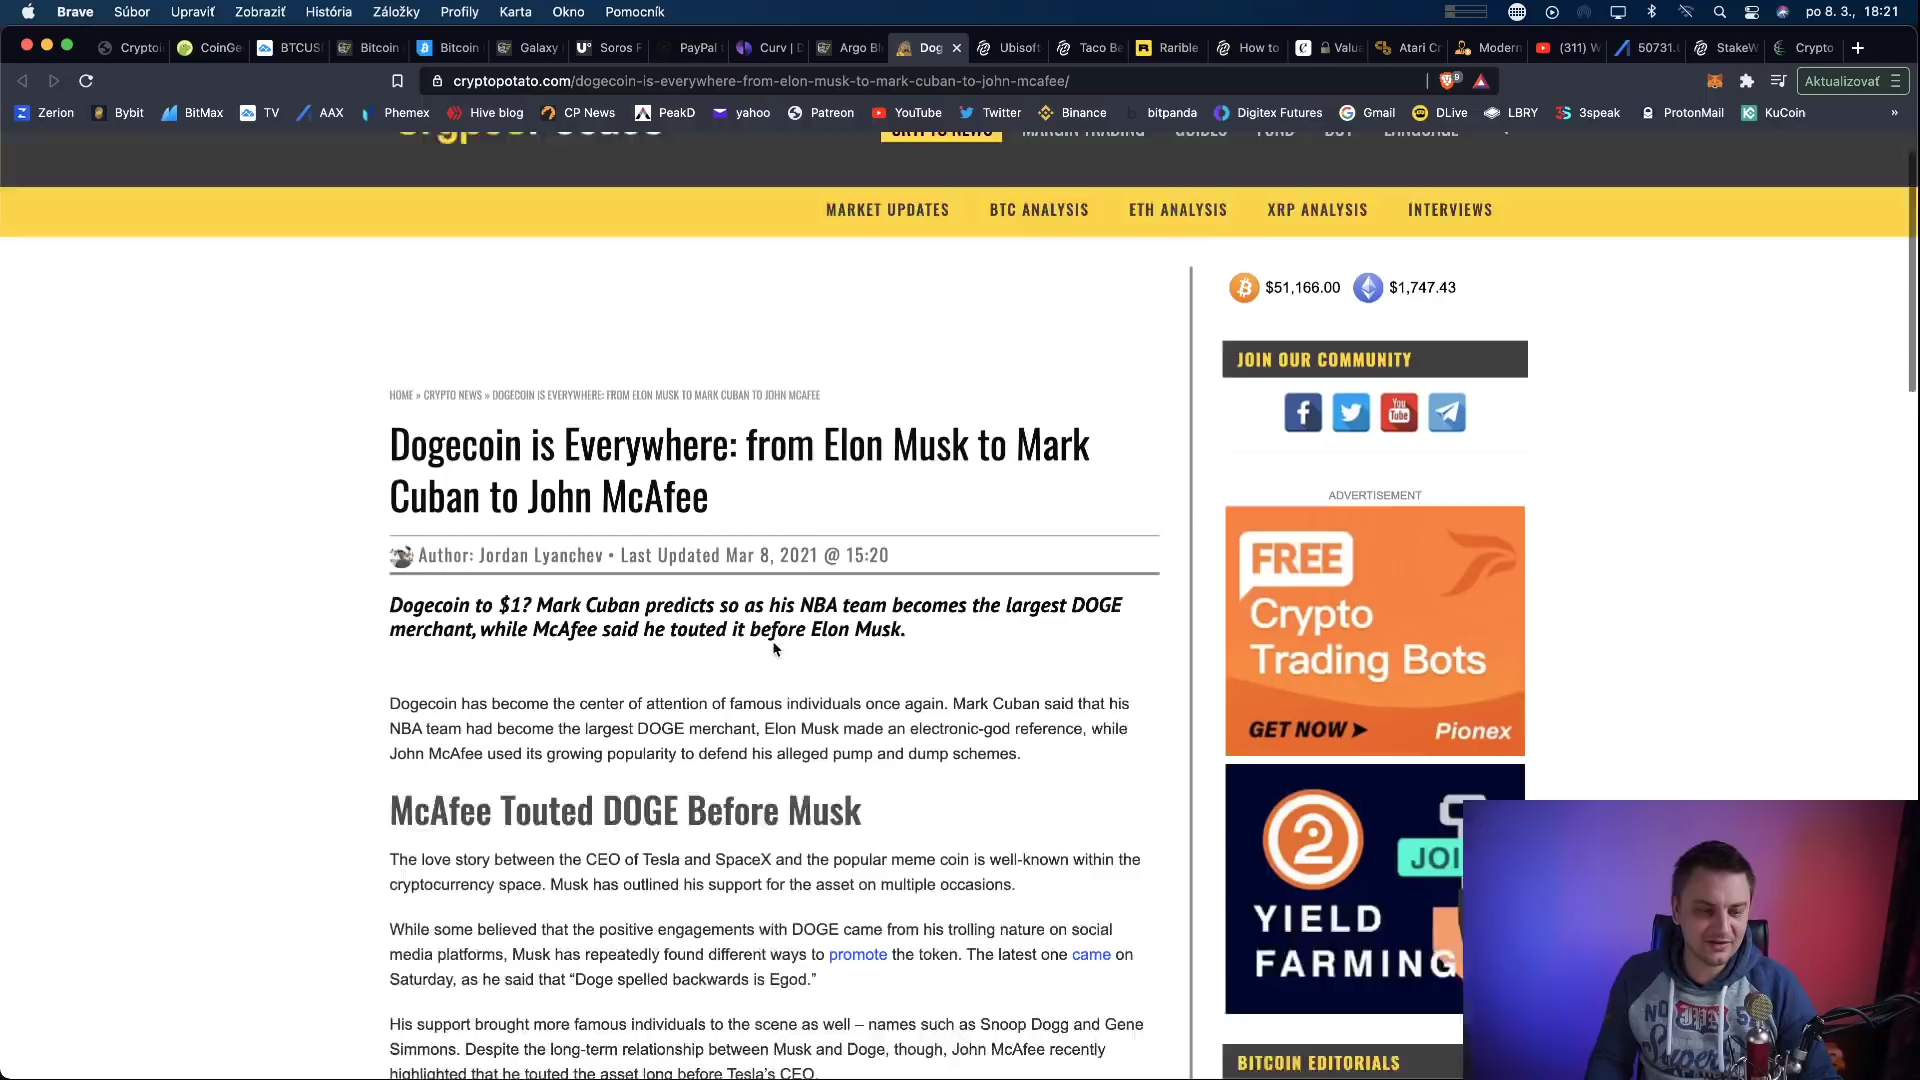 Brave Súbor Upraviť Zobraziť História Záložky Profily Karta Okno Pomocník po 8. 3., 18:21
Cryptoi CoinGe BTCUS Bitcoin Bitcoin Galaxy Soros F PayPal Curv | D Argo Bl Dog Ubisoft Taco Be Rarible How to Valua Atari Cr Modern (311) W 50731. StakeW Crypto
cryptopotato.com/dogecoin-is-everywhere-from-elon-musk-to-mark-cuban-to-john-mcafee/ 9 Aktualizovať
Zerion Bybit BitMax TV AAX Phemex Hive blog CP News PeakD yahoo Patreon YouTube Twitter Binance bitpanda Digitex Futures Gmail DLive LBRY 3speak ProtonMail KuCoin »
CRYPTO NEWS MARGIN TRADING GUIDES FUND BUY LANGUAGE
MARKET UPDATES BTC ANALYSIS ETH ANALYSIS XRP ANALYSIS INTERVIEWS
$51,166.00 $1,747.43
JOIN OUR COMMUNITY
HOME » CRYPTO NEWS » DOGECOIN IS EVERYWHERE: FROM ELON MUSK TO MARK CUBAN TO JOHN MCAFEE
Dogecoin is Everywhere: from Elon Musk to Mark
Cuban to John McAfee
Author: Jordan Lyanchev • Last Updated Mar 8, 2021 @ 15:20
Dogecoin to $1? Mark Cuban predicts so as his NBA team becomes the largest DOGE
merchant, while McAfee said he touted it before Elon Musk.
Dogecoin has become the center of attention of famous individuals once again. Mark Cuban said that his
NBA team had become the largest DOGE merchant, Elon Musk made an electronic-god reference, while
John McAfee used its growing popularity to defend his alleged pump and dump schemes.
McAfee Touted DOGE Before Musk
The love story between the CEO of Tesla and SpaceX and the popular meme coin is well-known within the
cryptocurrency space. Musk has outlined his support for the asset on multiple occasions.
While some believed that the positive engagements with DOGE came from his trolling nature on social
media platforms, Musk has repeatedly found different ways to promote the token. The latest one came on
Saturday, as he said that “Doge spelled backwards is Egod.”
His support brought more famous individuals to the scene as well – names such as Snoop Dogg and Gene
Simmons. Despite the long-term relationship between Musk and Doge, though, John McAfee recently
highlighted that he touted the asset long before Tesla's CEO.
You
Tube
ADVERTISEMENT
FREE
Crypto
Trading Bots
GET NOW ➤ Pionex
2
JOI
YIELD
FARMING
BITCOIN EDITORIALS